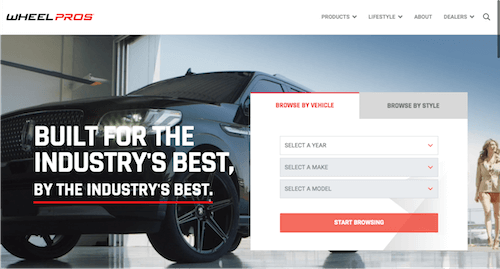 WHEEL PROS
PRODUCTS LIFESTYLE ABOUT DEALERS
BROWSE BY VEHICLE BROWSE BY STYLE
BUILT FOR THE
INDUSTRY'S BEST,
BY THE INDUSTRY'S BEST.
SELECT A YEAR
SELECT A MAKE
SELECT A MODEL
START BROWSING